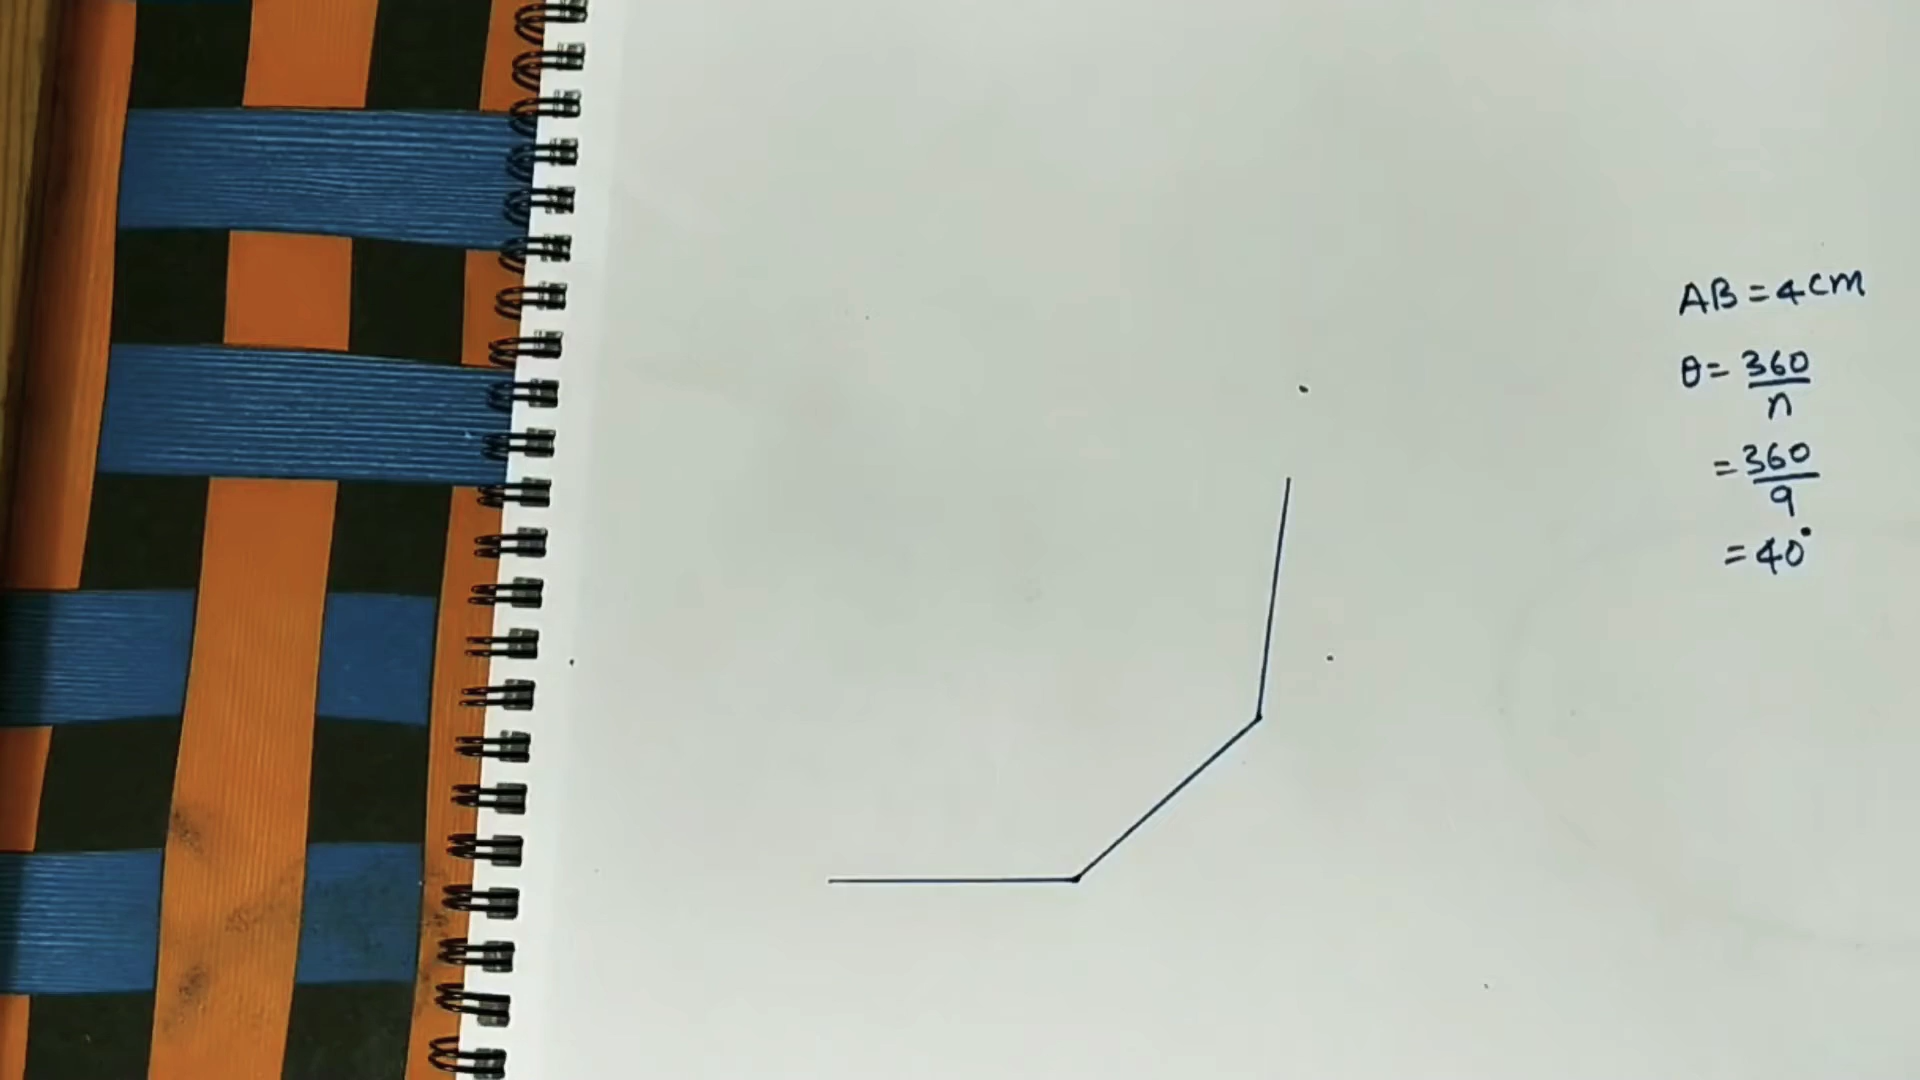 AB = 4cm
θ = 360/n
= 360/9
= 40°